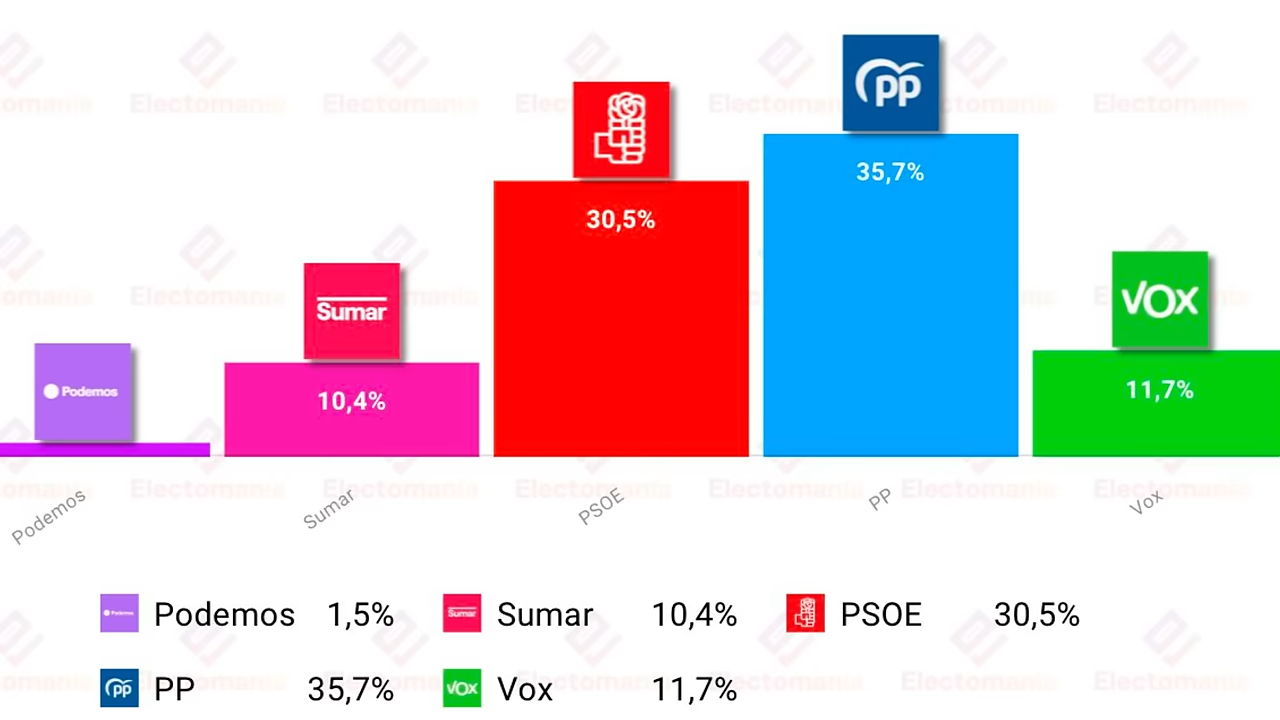 PP
35,7%
30,5%
VOX
Sumar
11,7%
Podemos
10,4%
Podemos
Sumar
PSOE
PP
Vox
Podemos 1,5% Sumar 10,4% PSOE 30,5%
PP 35,7% Vox 11,7%
Electomania